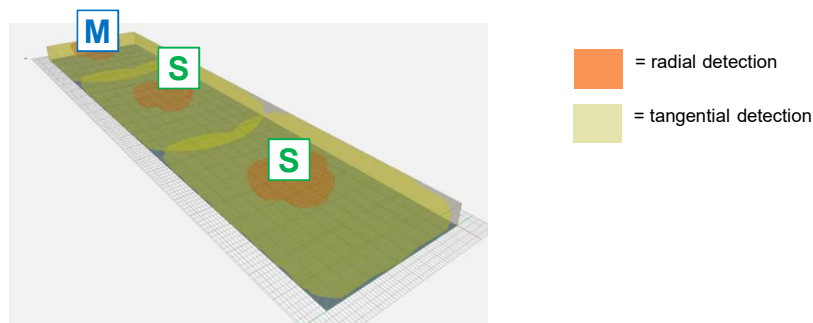 M
S
S
= radial detection
= tangential detection